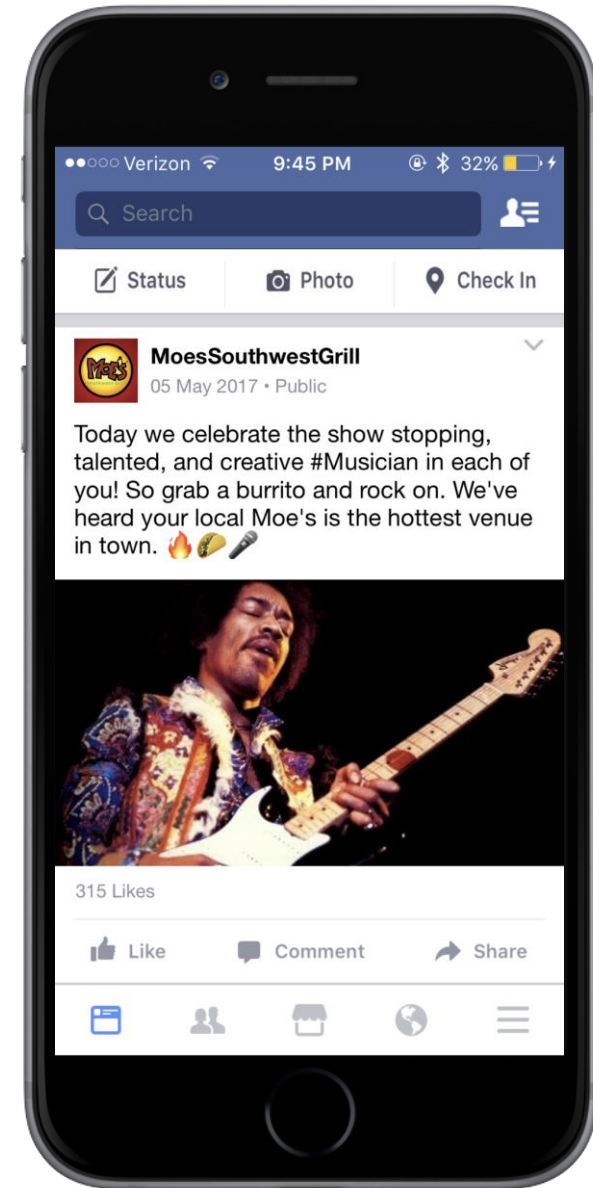 Verizon 9:45 PM 32%
Search
Status Photo Check In
MOE'S
MoesSouthwestGrill
05 May 2017 • Public
Today we celebrate the show stopping,
talented, and creative #Musician in each of
you! So grab a burrito and rock on. We've
heard your local Moe's is the hottest venue
in town. 🔥🌮🎤
315 Likes
Like Comment Share